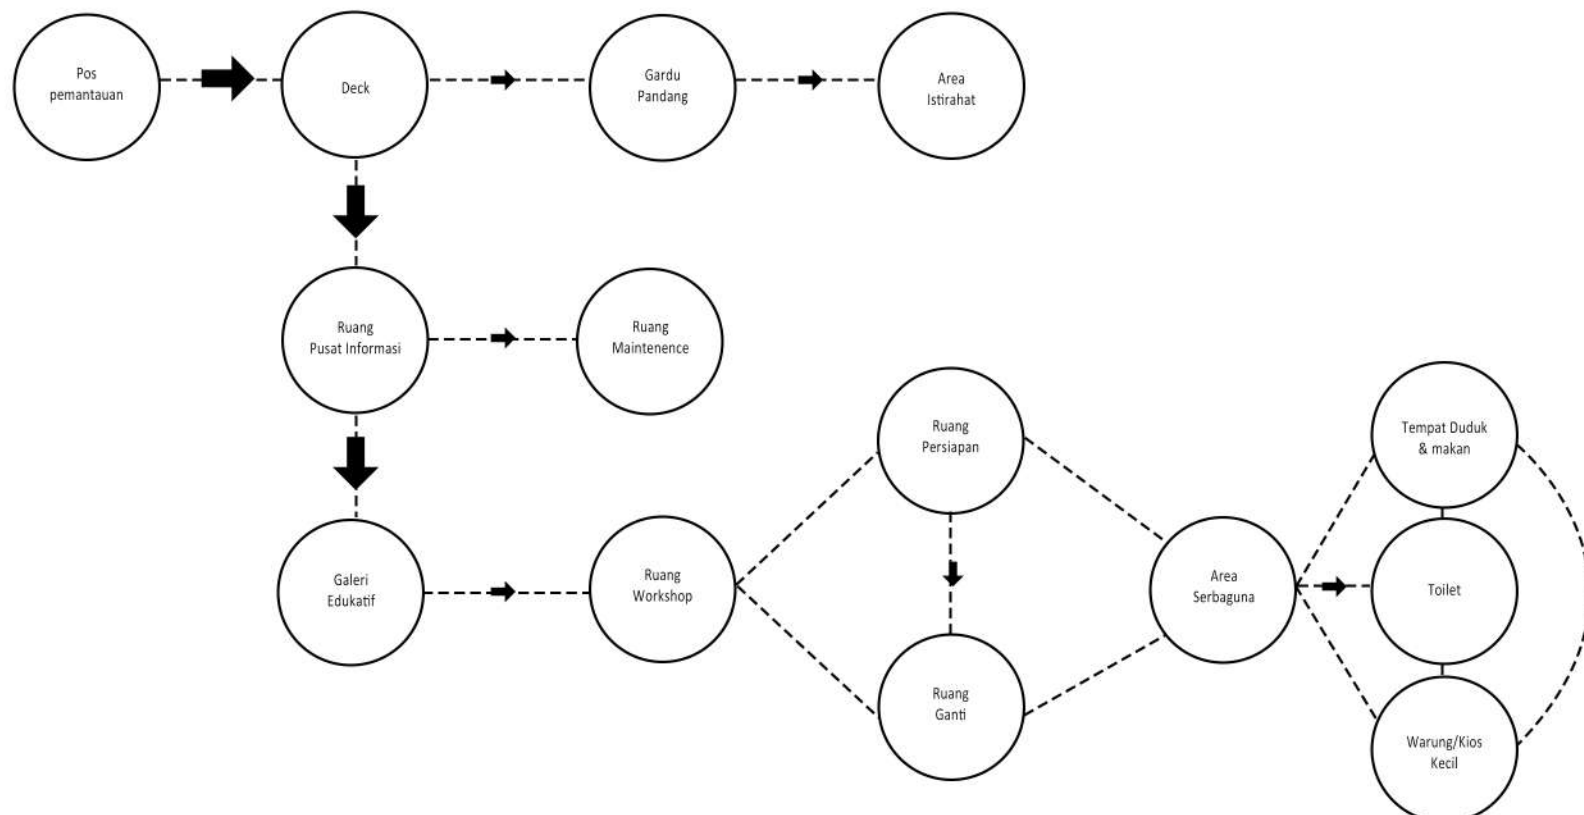 Pos
pemantauan
Deck
Gardu
Pandang
Area
Istirahat
Ruang
Pusat Informasi
Ruang
Maintenence
Ruang
Persiapan
Tempat Duduk
& makan
Galeri
Edukatif
Ruang
Workshop
Area
Serbaguna
Toilet
Ruang
Ganti
Warung/Kios
Kecil